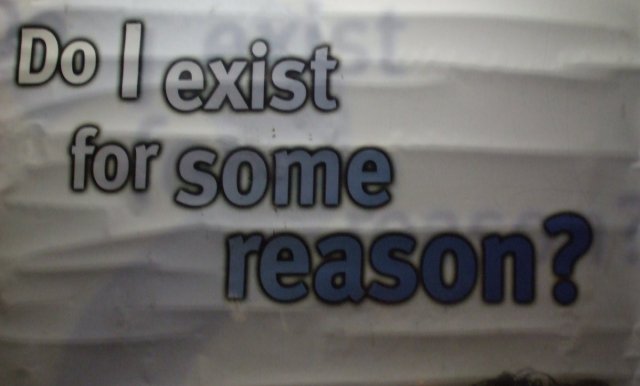 Do I exist
for some
reason?